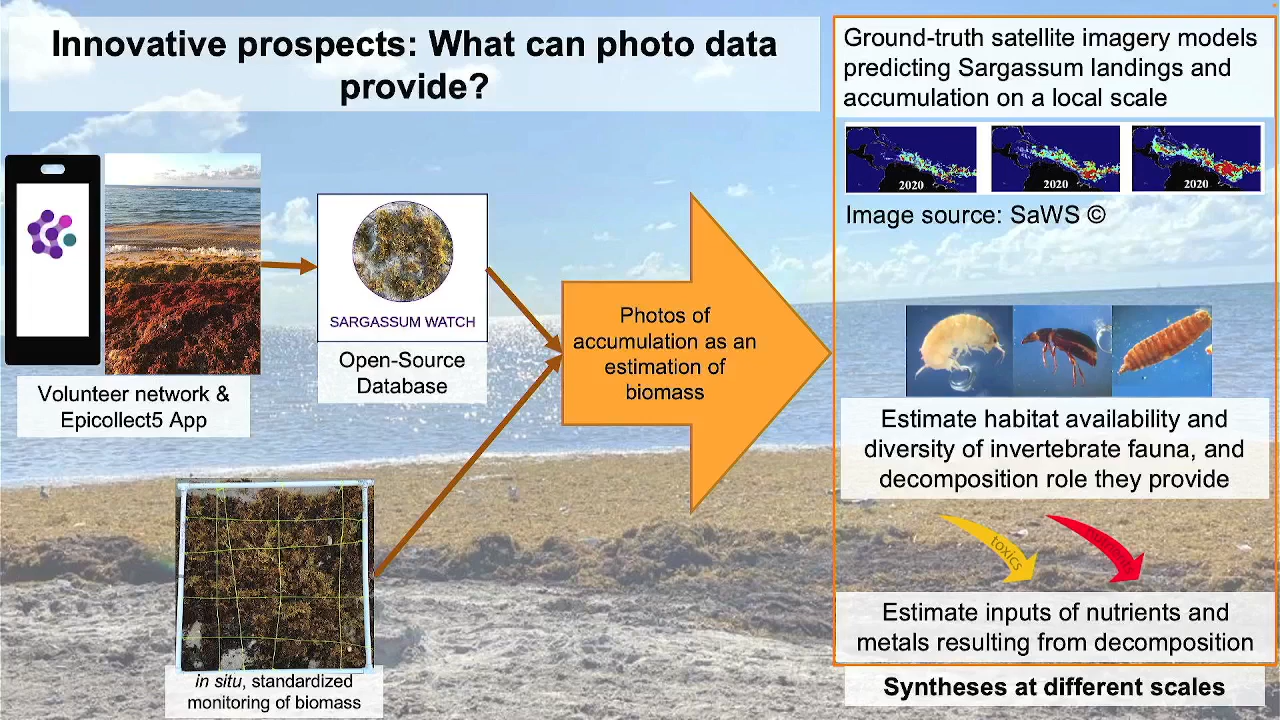 Innovative prospects: What can photo data
provide?
Volunteer network &
Epicollect5 App
SARGASSUM WATCH
Open-Source
Database
in situ, standardized
monitoring of biomass
Photos of
accumulation as an
estimation of
biomass
Ground-truth satellite imagery models
predicting Sargassum landings and
accumulation on a local scale
2020
2020
2020
Image source: SaWS ©
Estimate habitat availability and
diversity of invertebrate fauna, and
decomposition role they provide
toxics
nutrients
Estimate inputs of nutrients and
metals resulting from decomposition
Syntheses at different scales